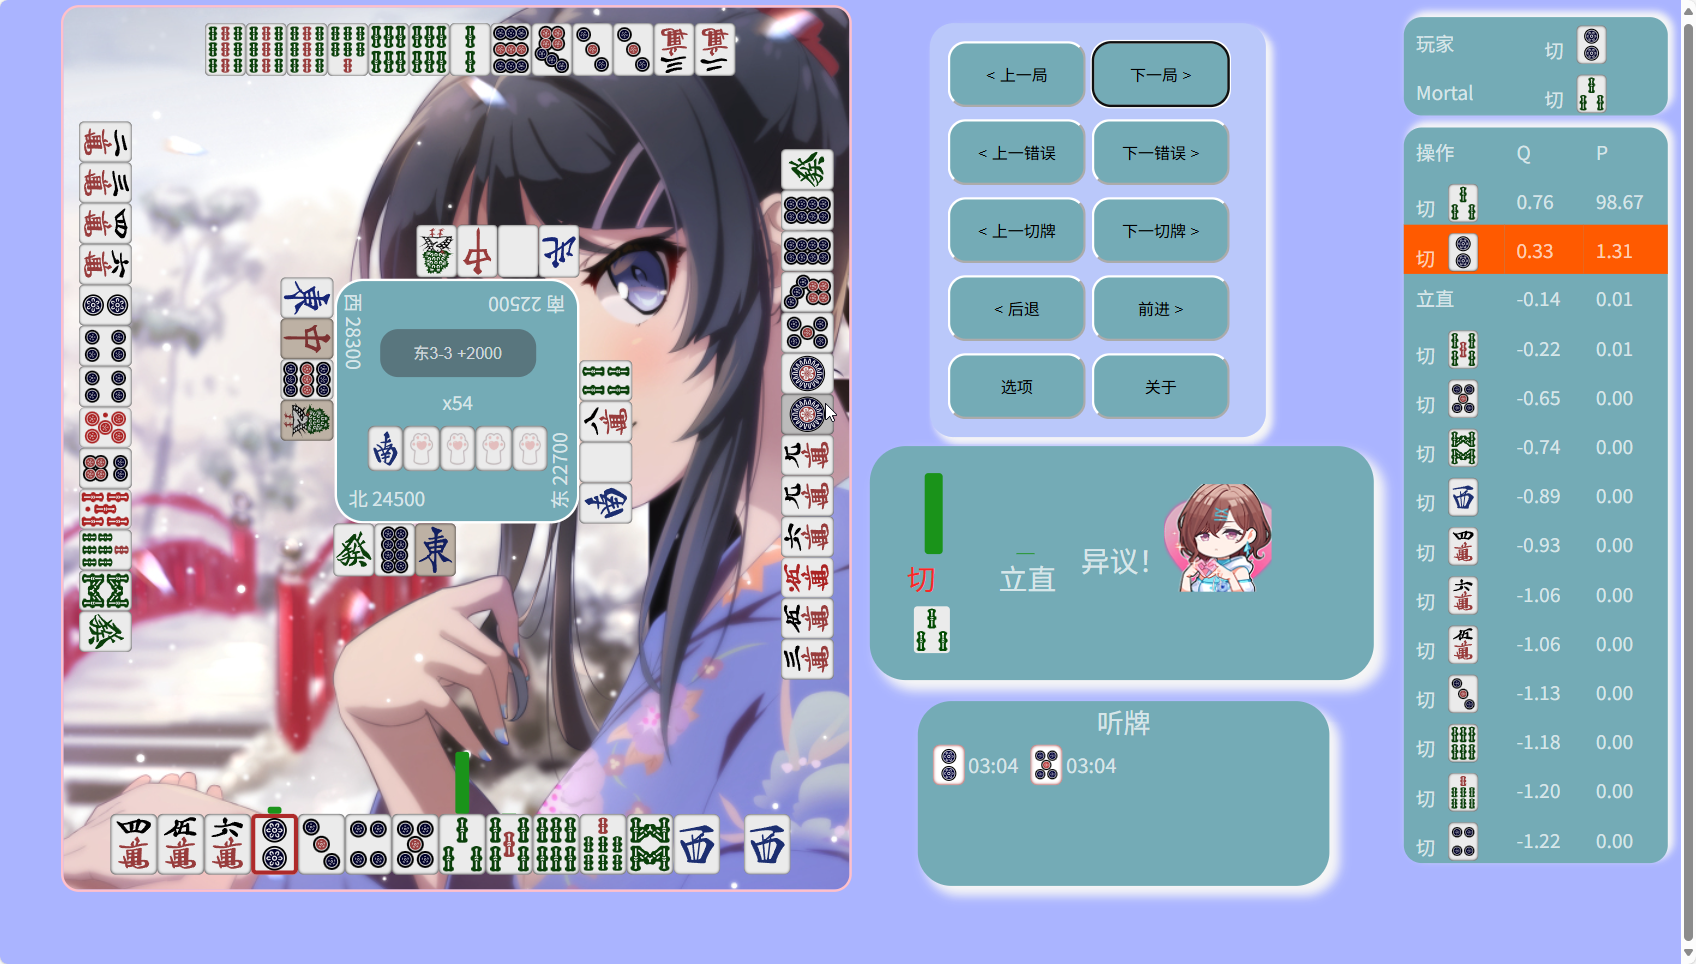 西 28300
南 22500
东3-3 +2000
x54
北 24500
东 22700
< 上一局
下一局 >
< 上一错误
下一错误 >
< 上一切牌
下一切牌 >
< 后退
前进 >
选项
关于
切
立直
异议!
听牌
03:04
03:04
玩家 切
Mortal 切
操作 Q P
切 0.76 98.67
切 0.33 1.31
立直 -0.14 0.01
切 -0.22 0.01
切 -0.65 0.00
切 -0.74 0.00
切 -0.89 0.00
切 -0.93 0.00
切 -1.06 0.00
切 -1.06 0.00
切 -1.13 0.00
切 -1.18 0.00
切 -1.20 0.00
切 -1.22 0.00